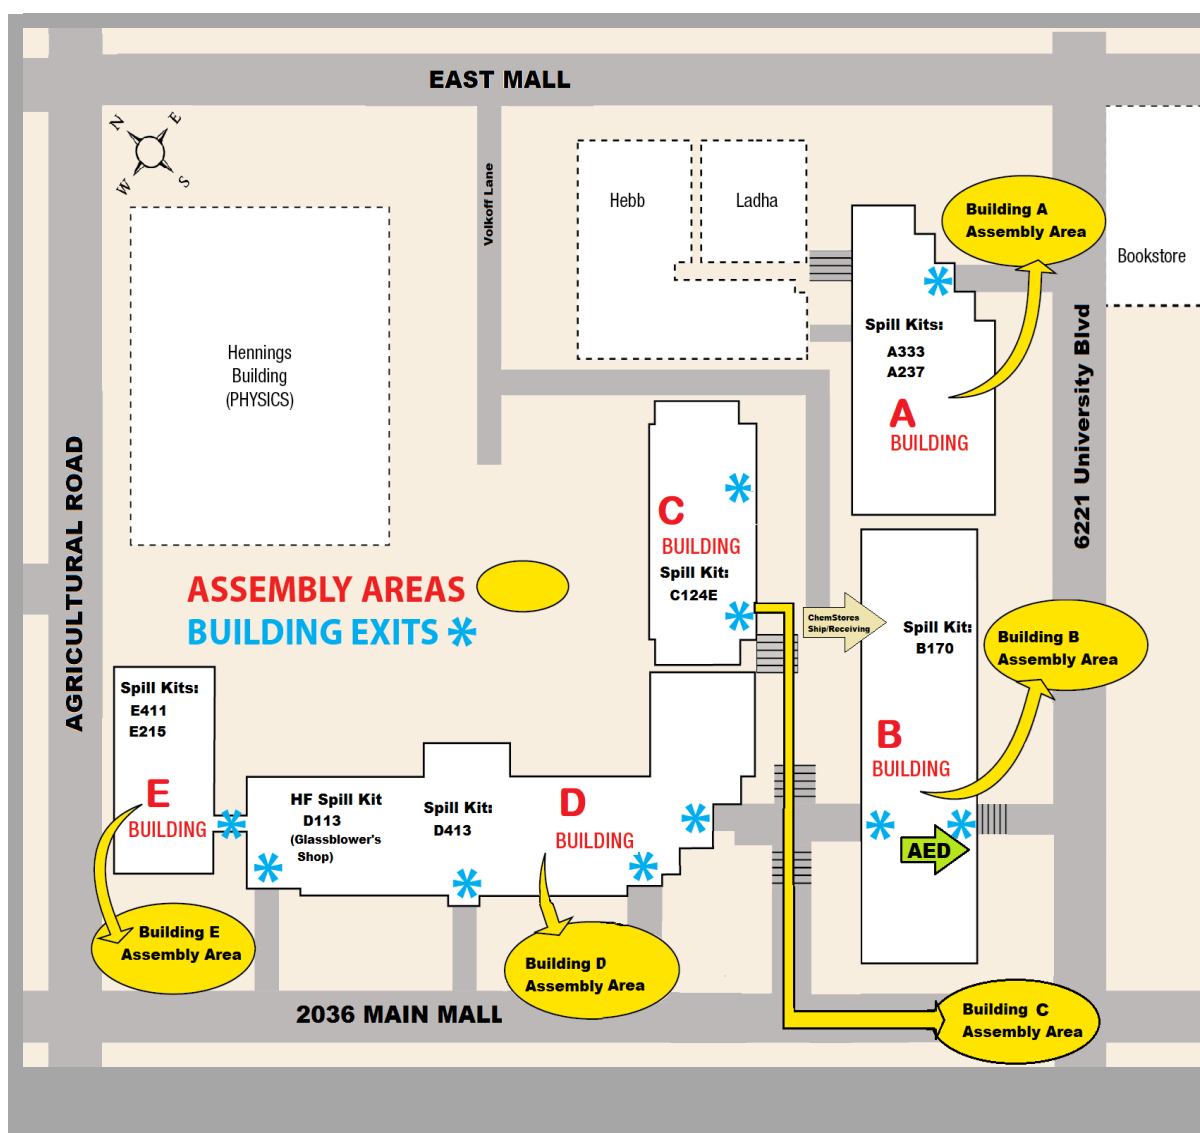 EAST MALL
N
E
W
S
Volkoff Lane
Hebb
Ladha
Building A
Assembly Area
Bookstore
Spill Kits:
A333
A237
A
BUILDING
Hennings
Building
(PHYSICS)
AGRICULTURAL ROAD
6221 University Blvd
C
BUILDING
Spill Kit:
C124E
ASSEMBLY AREAS
BUILDING EXITS
ChemStores
Ship/Receiving
Spill Kit:
B170
Building B
Assembly Area
B
BUILDING
AED
Spill Kits:
E411
E215
E
BUILDING
HF Spill Kit
D113
(Glassblower's
Shop)
Spill Kit:
D413
D
BUILDING
Building E
Assembly Area
Building D
Assembly Area
2036 MAIN MALL
Building C
Assembly Area